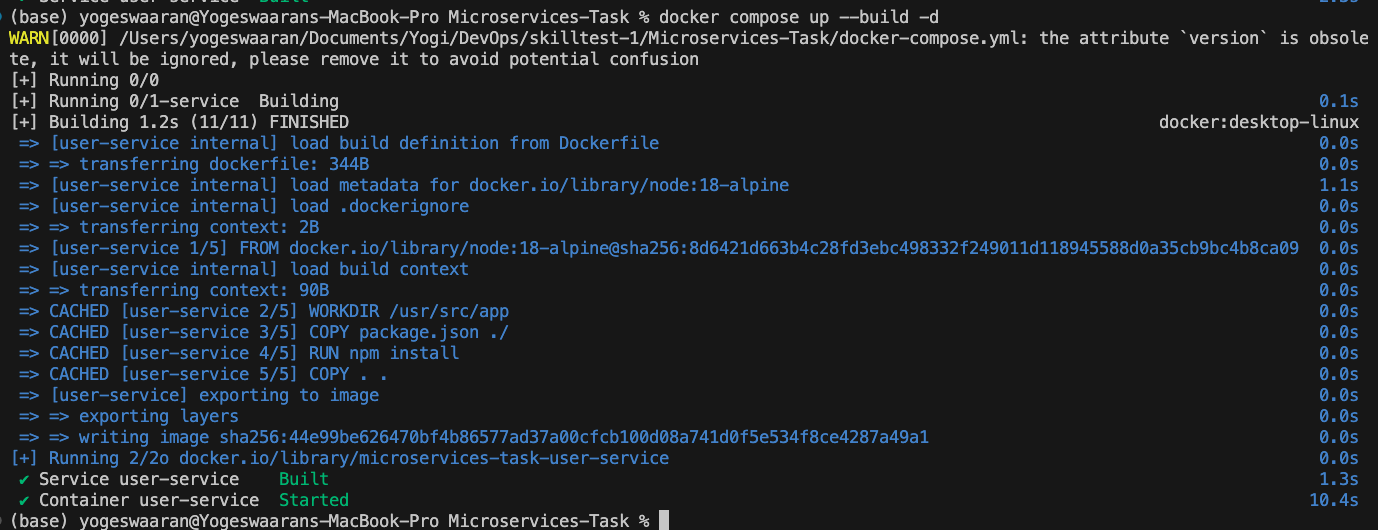 Service user-service Built 2.3s
(base) yogeswaaran@Yogeswaarans-MacBook-Pro Microservices-Task % docker compose up --build -d
WARN[0000] /Users/yogeswaaran/Documents/Yogi/DevOps/skilltest-1/Microservices-Task/docker-compose.yml: the attribute `version` is obsole
te, it will be ignored, please remove it to avoid potential confusion
[+] Running 0/0
[+] Running 0/1-service Building 0.1s
[+] Building 1.2s (11/11) FINISHED docker:desktop-linux
=> [user-service internal] load build definition from Dockerfile 0.0s
=> => transferring dockerfile: 344B 0.0s
=> [user-service internal] load metadata for docker.io/library/node:18-alpine 1.1s
=> [user-service internal] load .dockerignore 0.0s
=> => transferring context: 2B 0.0s
=> [user-service 1/5] FROM docker.io/library/node:18-alpine@sha256:8d6421d663b4c28fd3ebc498332f249011d118945588d0a35cb9bc4b8ca09 0.0s
=> [user-service internal] load build context 0.0s
=> => transferring context: 90B 0.0s
=> CACHED [user-service 2/5] WORKDIR /usr/src/app 0.0s
=> CACHED [user-service 3/5] COPY package.json ./ 0.0s
=> CACHED [user-service 4/5] RUN npm install 0.0s
=> CACHED [user-service 5/5] COPY . . 0.0s
=> [user-service] exporting to image 0.0s
=> => exporting layers 0.0s
=> => writing image sha256:44e99be626470bf4b86577ad37a00cfcb100d08a741d0f5e534f8ce4287a49a1 0.0s
[+] Running 2/2o docker.io/library/microservices-task-user-service 0.0s
✔ Service user-service Built 1.3s
✔ Container user-service Started 10.4s
(base) yogeswaaran@Yogeswaarans-MacBook-Pro Microservices-Task %